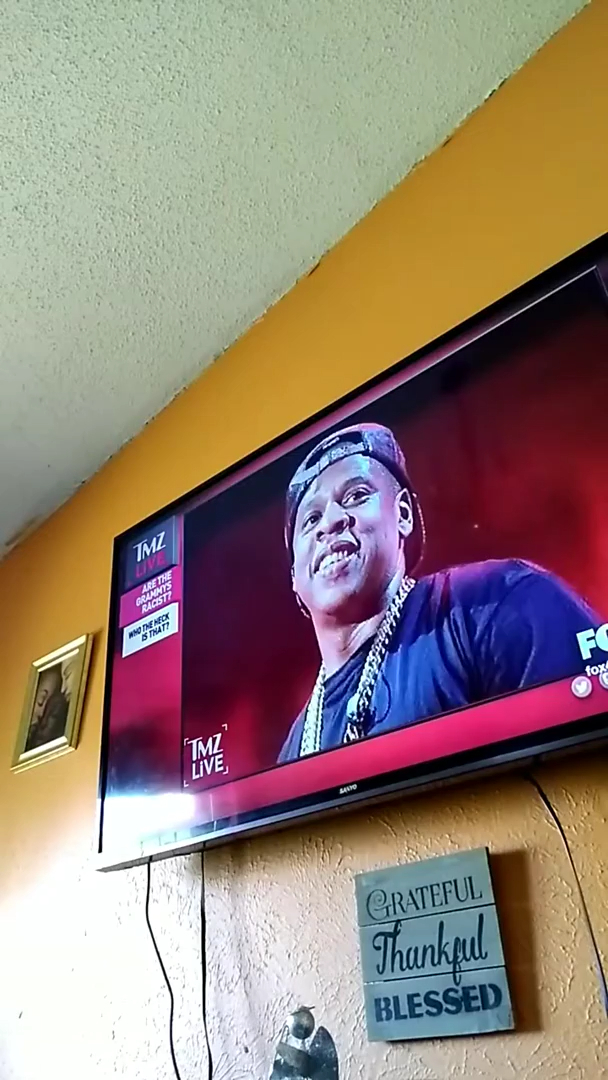 TMZ
LIVE
ARE THE
GRAMMYS
RACIST?
WHO THE HECK
IS THAT?
TMZ
LIVE
SANYO
GRATEFUL
Thankful
BLESSED